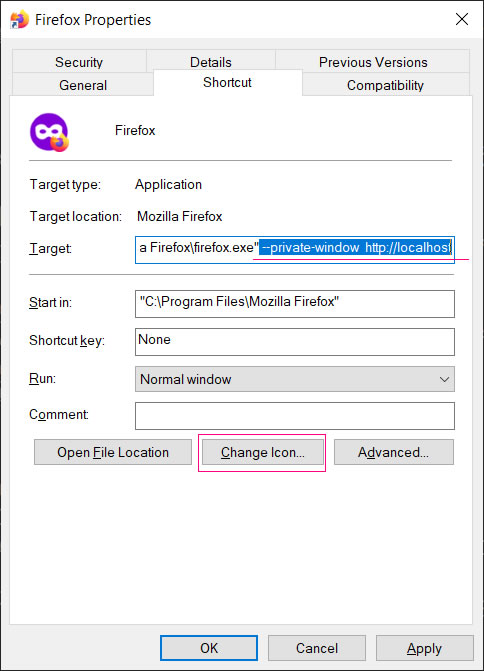 Firefox Properties
Security Details Previous Versions
General Shortcut Compatibility
Firefox
Target type: Application
Target location: Mozilla Firefox
Target: a Firefox\firefox.exe" --private-window http://localhost
Start in: "C:\Program Files\Mozilla Firefox"
Shortcut key: None
Run: Normal window
Comment:
Open File Location Change Icon... Advanced...
OK Cancel Apply